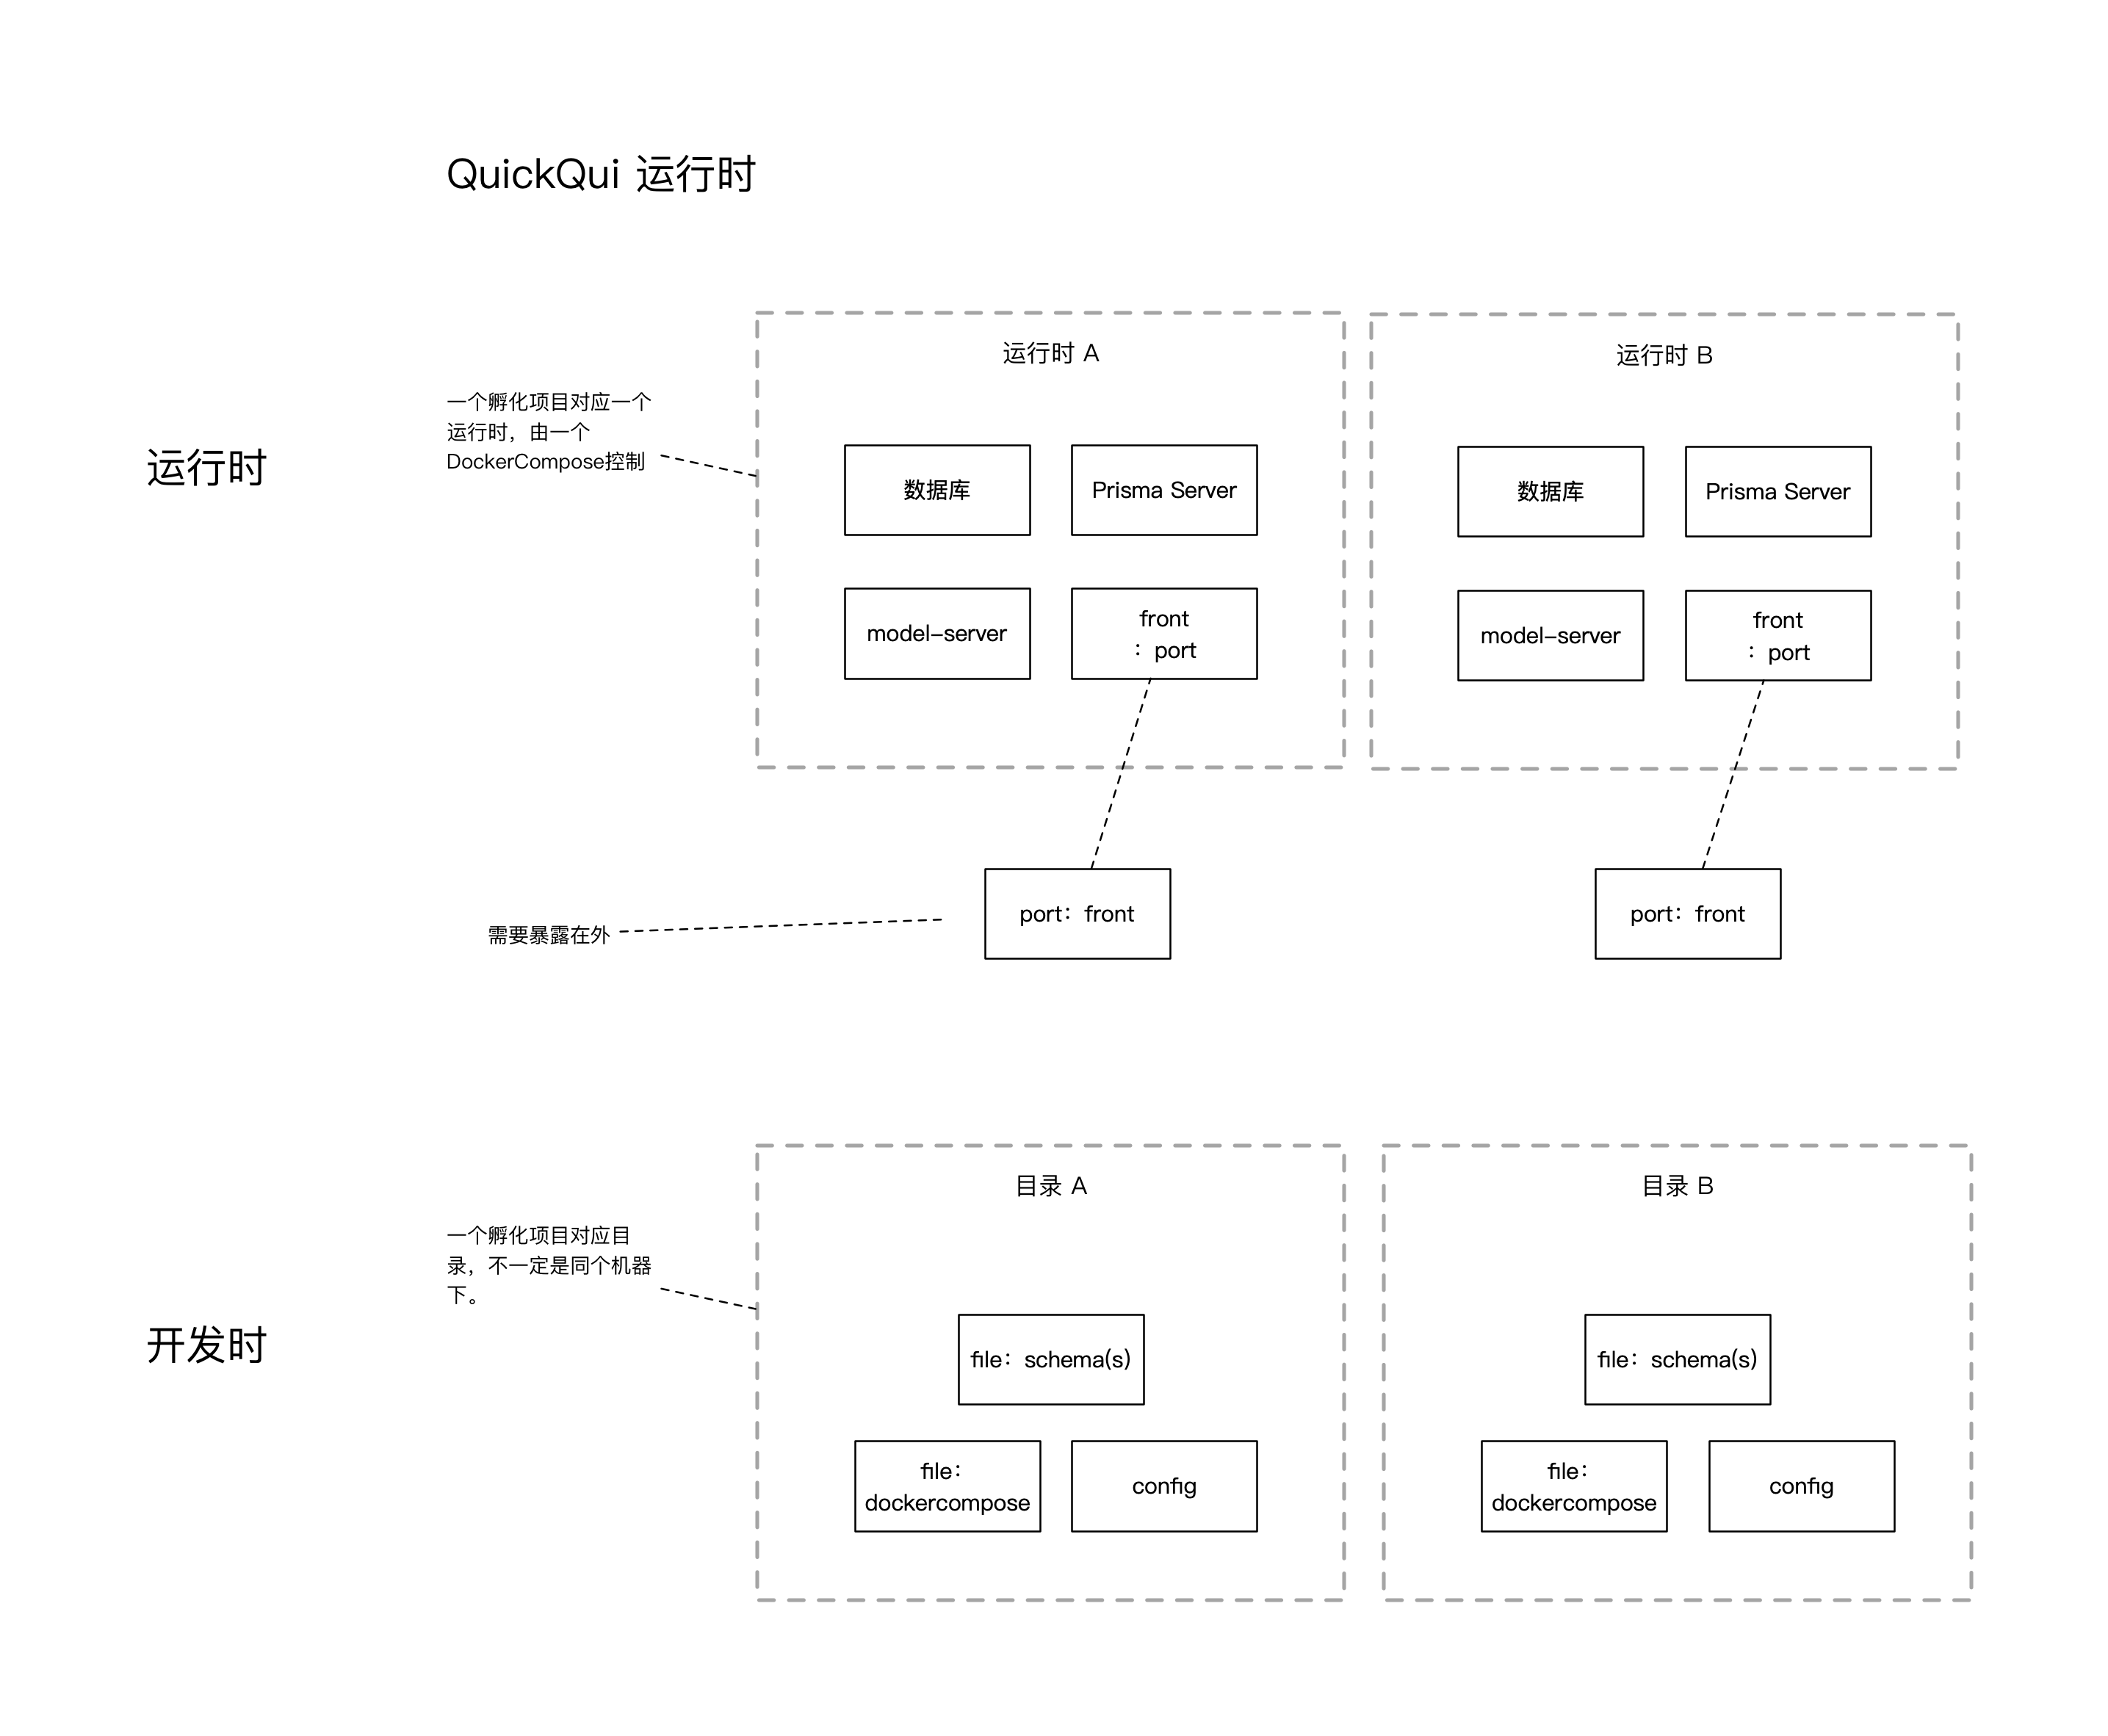 QuickQui 运行时
运行时
一个孵化项目对应一个
运行时，由一个
DockerCompose控制
运行时 A
数据库
Prisma Server
model-server
front
：port
运行时 B
数据库
Prisma Server
model-server
front
：port
需要暴露在外
port：front
port：front
开发时
一个孵化项目对应目
录，不一定是同个机器
下。
目录 A
file：schema(s)
file：
dockercompose
config
目录 B
file：schema(s)
file：
dockercompose
config